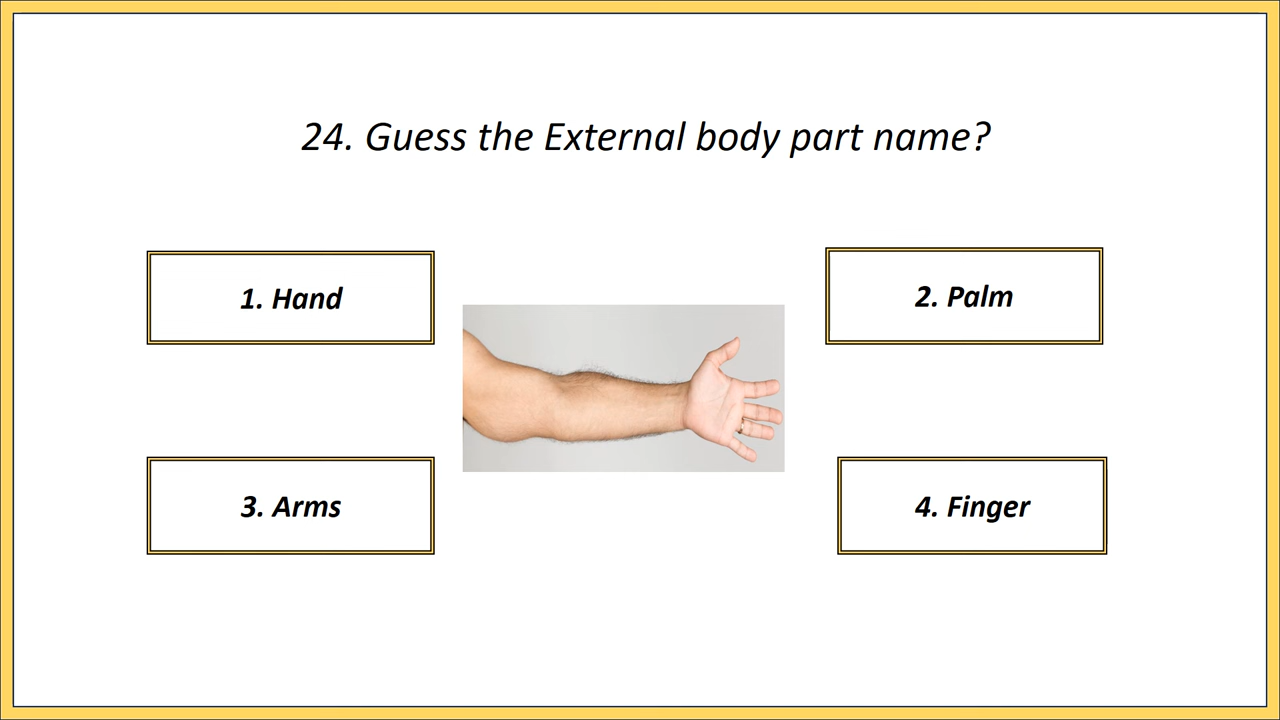 24. Guess the External body part name?
1. Hand
2. Palm
3. Arms
4. Finger